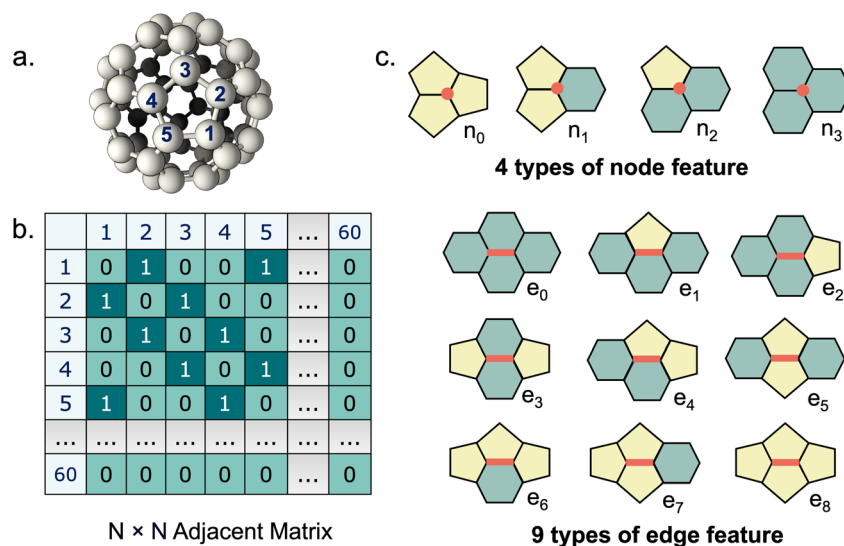 a.
3
2
4
5
1
b.
1 2 3 4 5 ... 60
1 0 1 0 0 1 ... 0
2 1 0 1 0 0 ... 0
3 0 1 0 1 0 ... 0
4 0 0 1 0 1 ... 0
5 1 0 0 1 0 ... 0
... ... ... ... ... ... ... ...
60 0 0 0 0 0 ... 0
N × N Adjacent Matrix
c.
n₀ n₁ n₂ n₃
4 types of node feature
e₀ e₁ e₂
e₃ e₄ e₅
e₆ e₇ e₈
9 types of edge feature